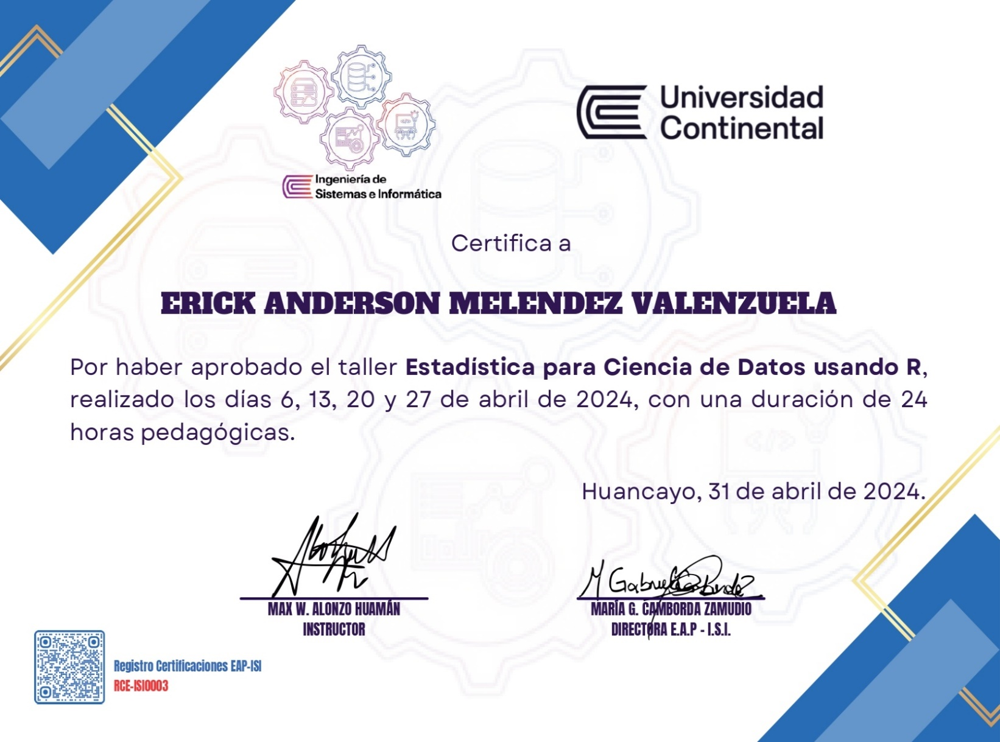 Ingeniería de
Sistemas e Informática
Universidad
Continental
Certifica a
ERICK ANDERSON MELENDEZ VALENZUELA
Por haber aprobado el taller Estadística para Ciencia de Datos usando R,
realizado los días 6, 13, 20 y 27 de abril de 2024, con una duración de 24
horas pedagógicas.
Huancayo, 31 de abril de 2024.
MAX W. ALONZO HUAMÁN
INSTRUCTOR
MARÍA G. CAMBORDA ZAMUDIO
DIRECTORA E.A.P - I.S.I.
Registro Certificaciones EAP-ISI
RCE-ISI0003